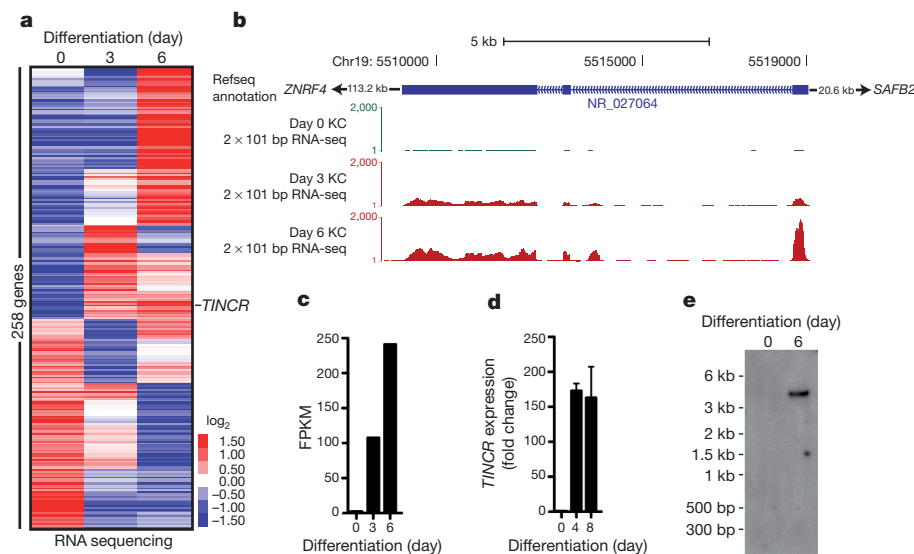 a
Differentiation (day)
0 3 6
258 genes
TINCR
log2
1.50
1.00
0.50
0.00
−0.50
−1.00
−1.50
RNA sequencing
b
5 kb
Chr19: 5510000 5515000 5519000
Refseq annotation
ZNRF4 113.2 kb 20.6 kb SAFB2
NR_027064
2,000
Day 0 KC
2 × 101 bp RNA-seq
1
2,000
Day 3 KC
2 × 101 bp RNA-seq
1
2,000
Day 6 KC
2 × 101 bp RNA-seq
1
c
FPKM
250
200
150
100
50
0
0 3 6
Differentiation (day)
d
TINCR expression
(fold change)
250
200
150
100
50
0
0 4 8
Differentiation (day)
e
Differentiation (day)
0 6
6 kb
3 kb
2 kb
1.5 kb
1 kb
500 bp
300 bp